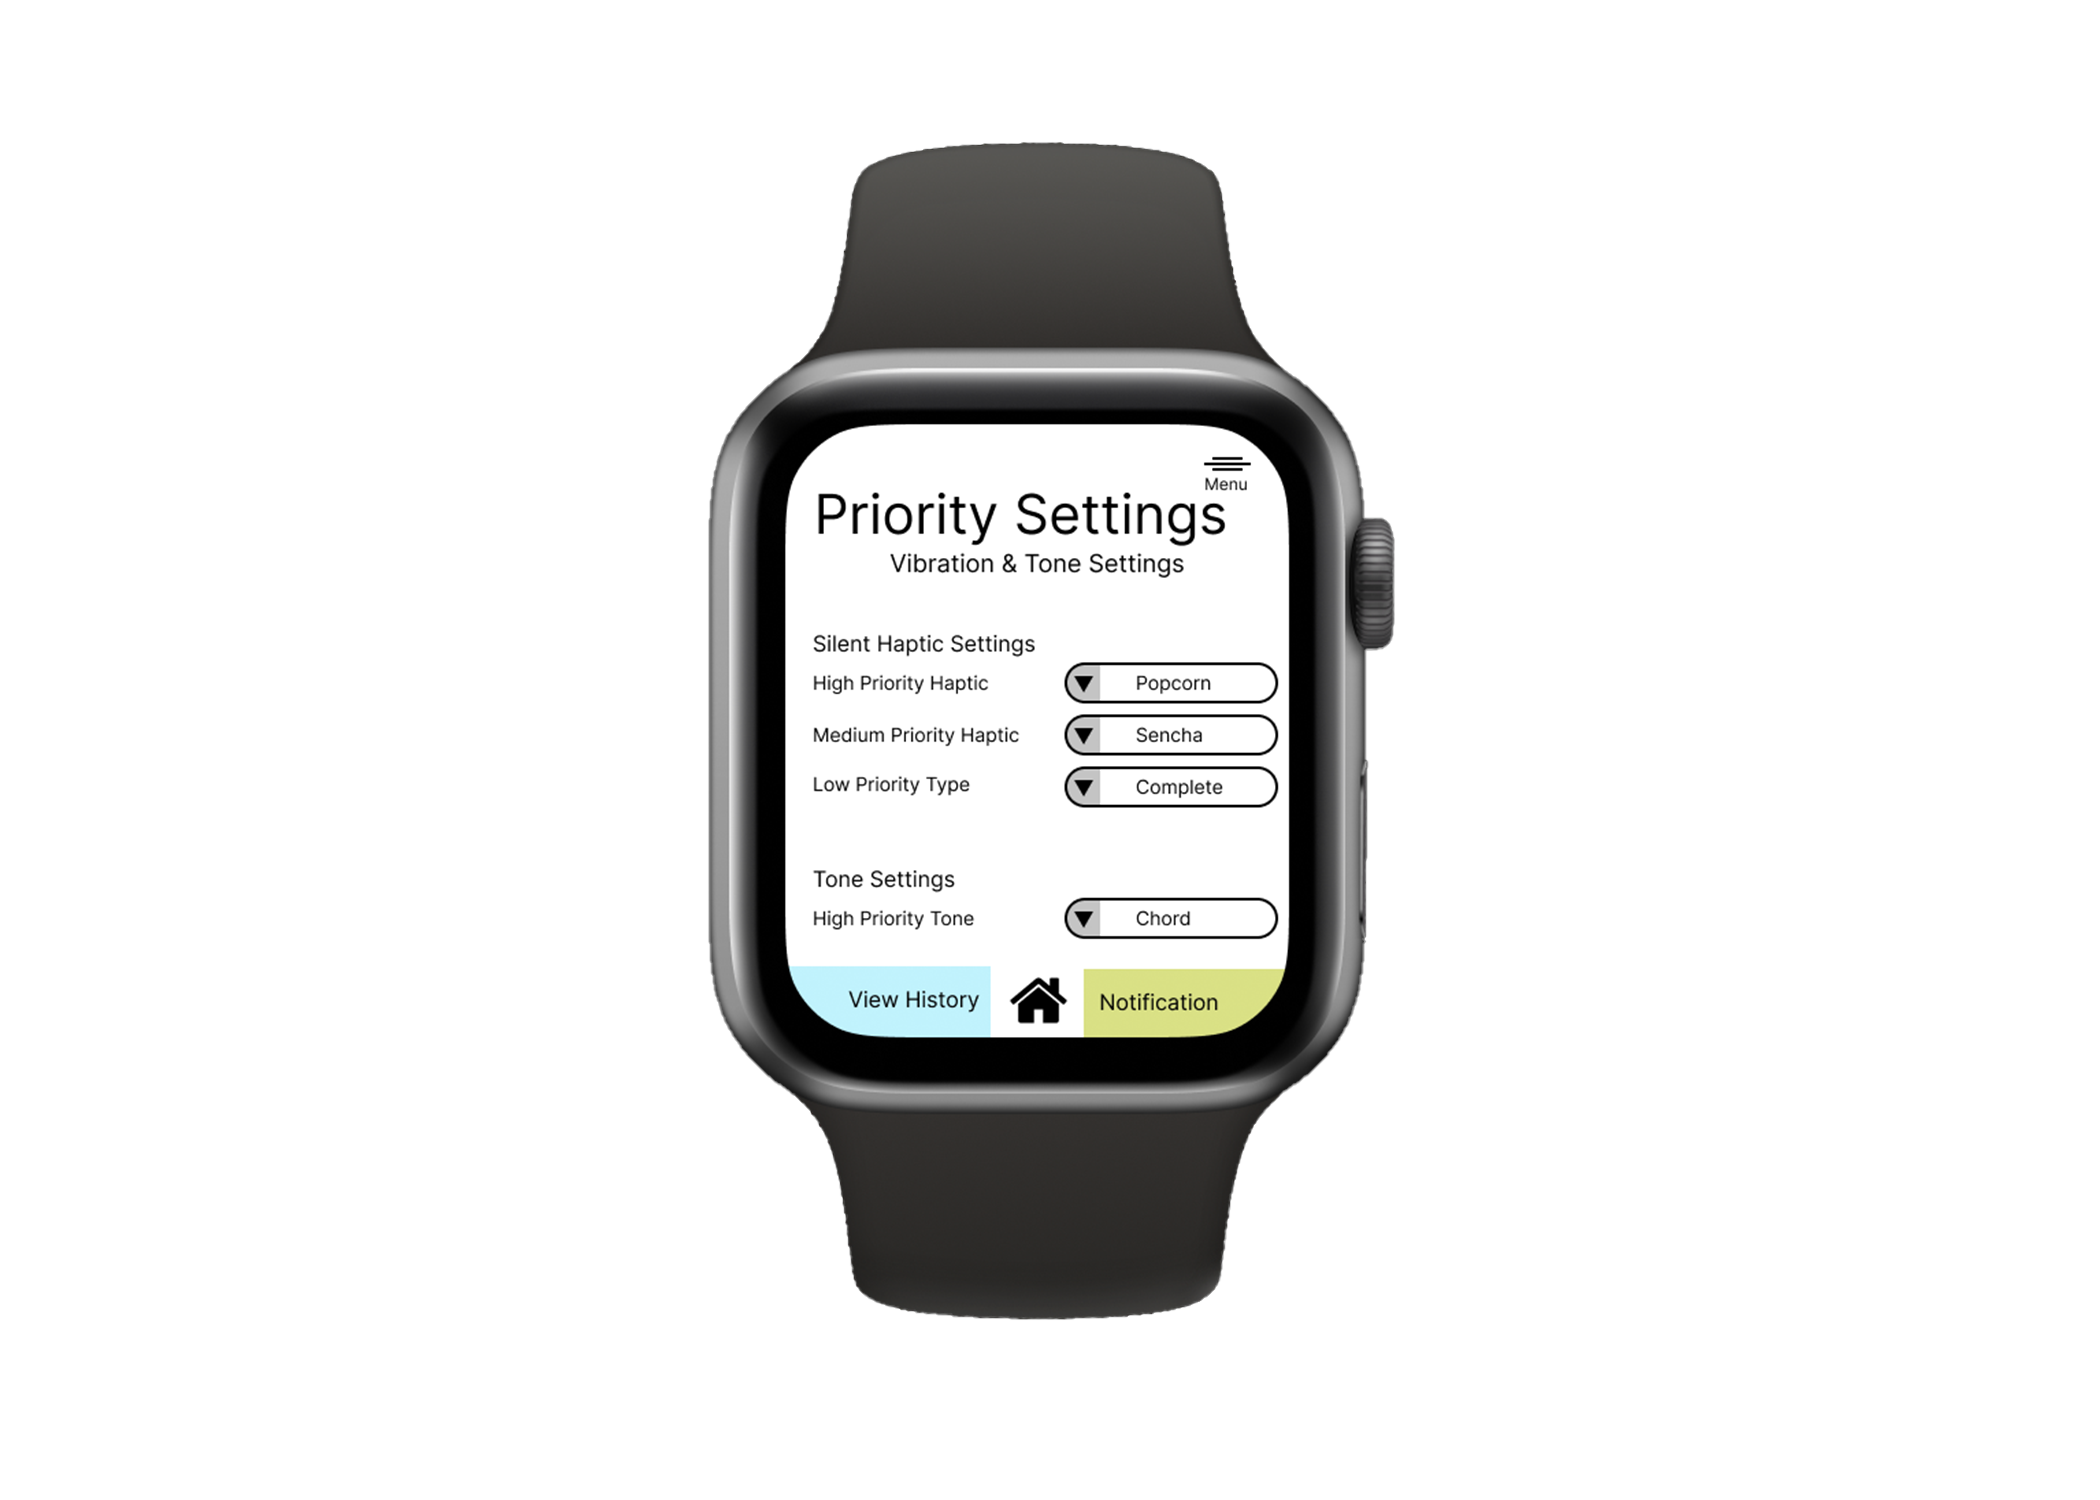 Menu
Priority Settings
Vibration & Tone Settings
Silent Haptic Settings
High Priority Haptic Popcorn
Medium Priority Haptic Sencha
Low Priority Type Complete
Tone Settings
High Priority Tone Chord
View History Notification